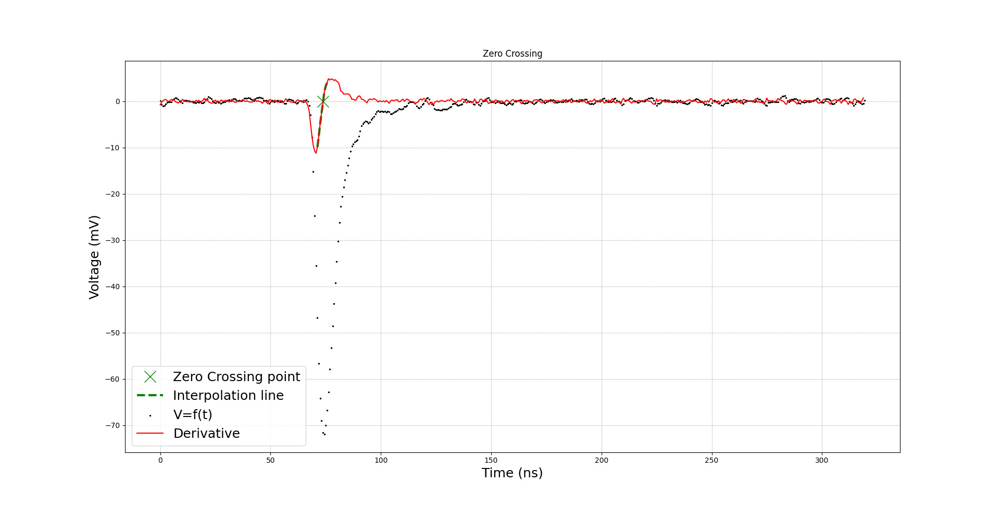 Zero Crossing
Voltage (mV)
0
−10
−20
−30
−40
−50
−60
−70
Zero Crossing point
Interpolation line
V=f(t)
Derivative
0 50 100 150 200 250 300
Time (ns)